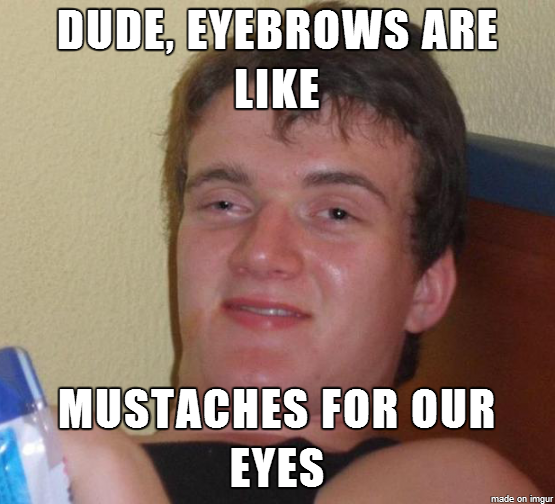 DUDE, EYEBROWS ARE
LIKE
MUSTACHES FOR OUR
EYES
made on imgur